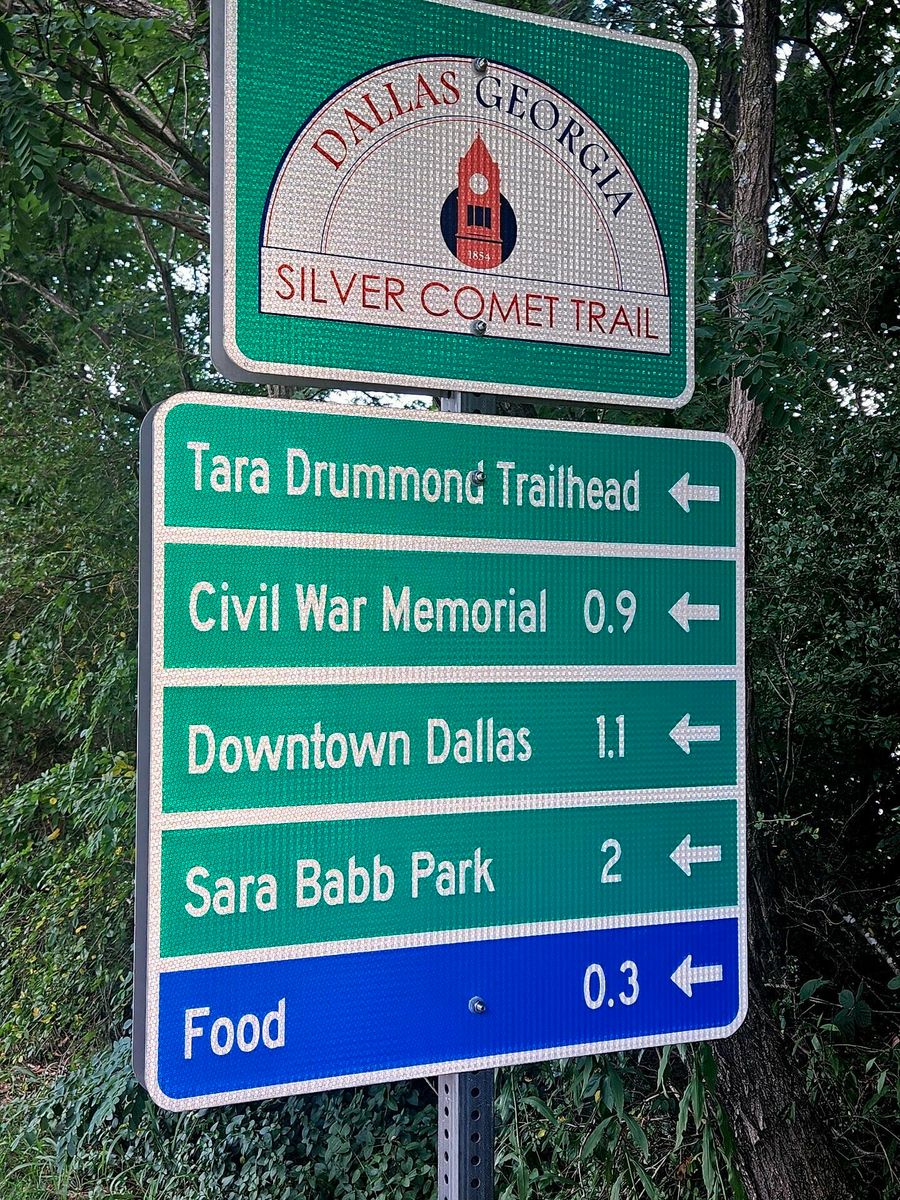 DALLAS GEORGIA
1854
SILVER COMET TRAIL
Tara Drummond Trailhead ←
Civil War Memorial 0.9 ←
Downtown Dallas 1.1 ←
Sara Babb Park 2 ←
Food 0.3 ←